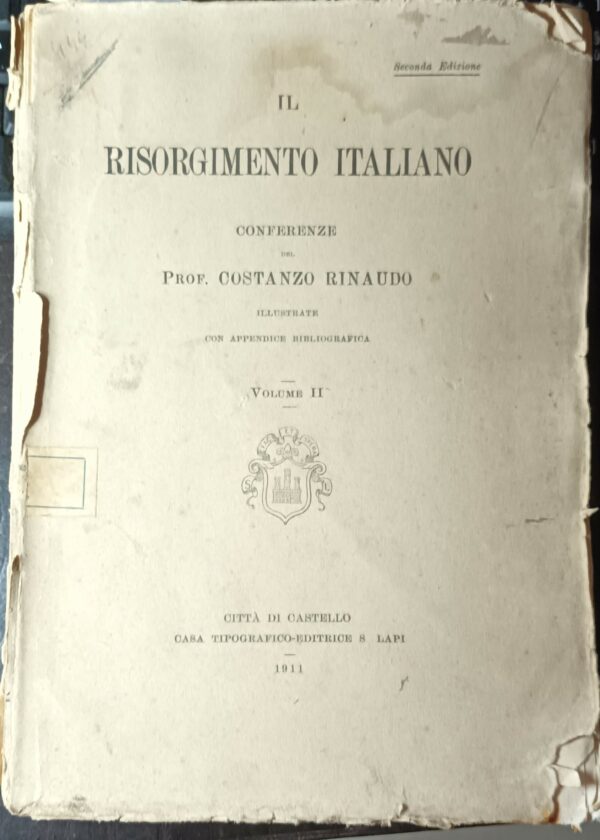 144
Seconda Edizione
IL
RISORGIMENTO ITALIANO
CONFERENZE
DEL
PROF. COSTANZO RINAUDO
ILLUSTRATE
CON APPENDICE BIBLIOGRAFICA
VOLUME II
S L
CITTÀ DI CASTELLO
CASA TIPOGRAFICO-EDITRICE S LAPI
1911